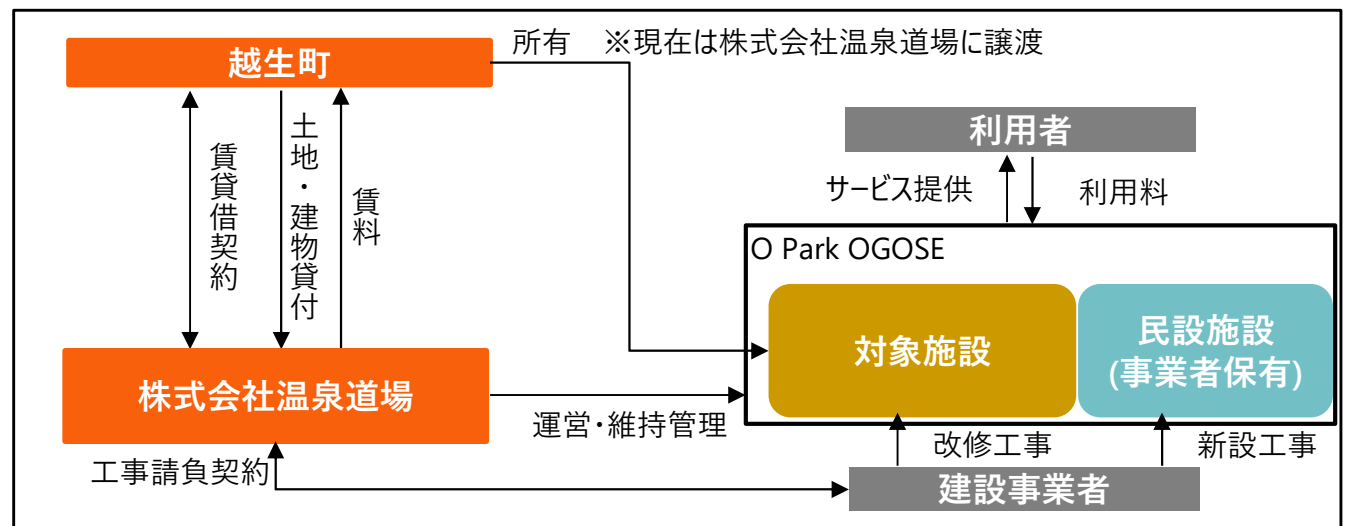 所有　※現在は株式会社温泉道場に譲渡
越生町
利用者
賃貸借契約
土地・建物貸付
賃料
サービス提供
利用料
O Park OGOSE
対象施設
民設施設
(事業者保有)
株式会社温泉道場
運営・維持管理
改修工事
新設工事
工事請負契約
建設事業者